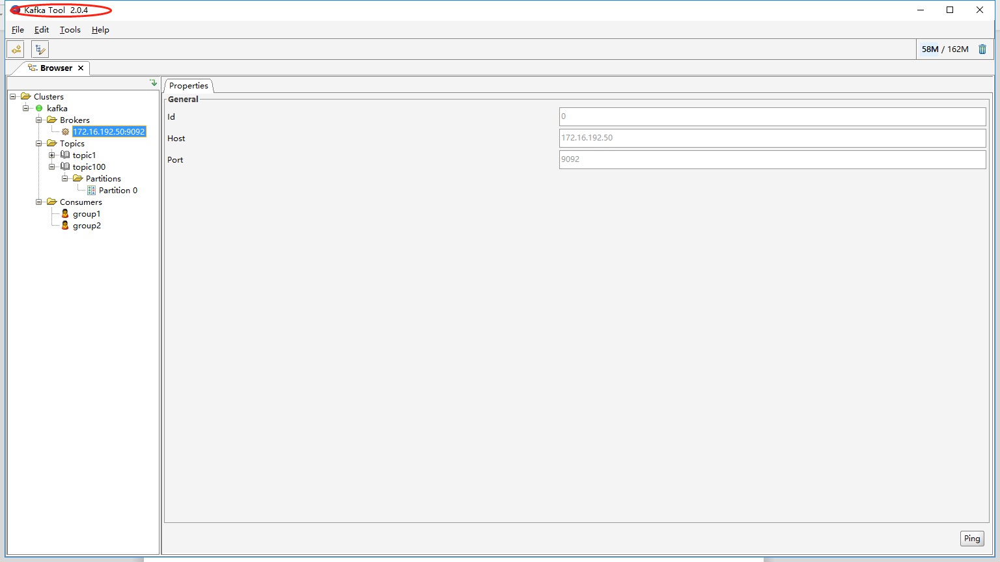 Kafka Tool 2.0.4
File Edit Tools Help
58M / 162M
Browser
Properties
Clusters
kafka
Brokers
172.16.192.50:9092
Topics
topic1
topic100
Partitions
Partition 0
Consumers
group1
group2
General
Id 0
Host 172.16.192.50
Port 9092
Ping